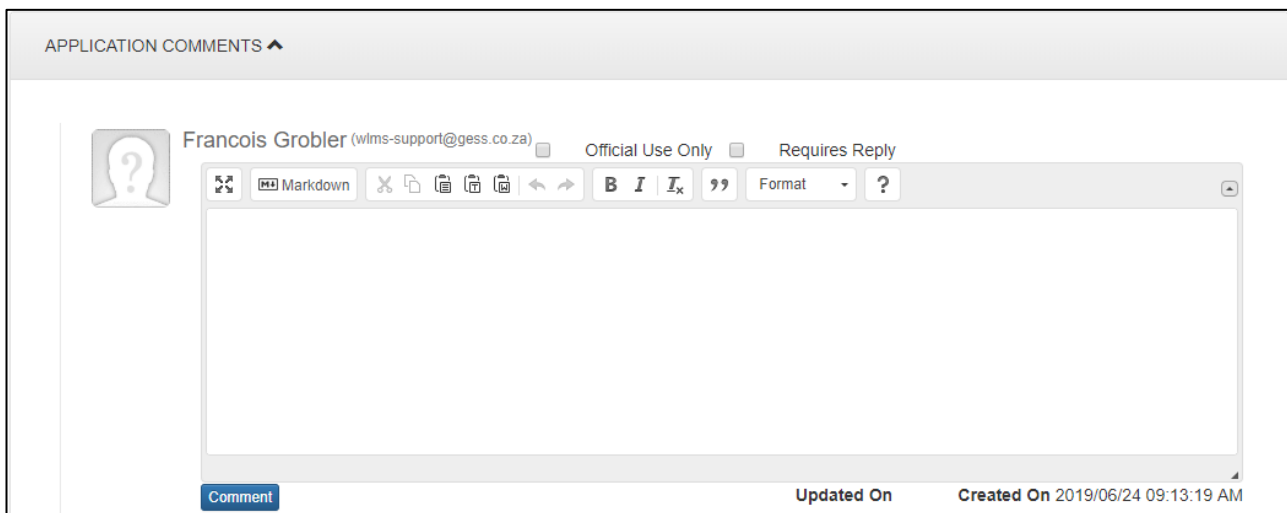 APPLICATION COMMENTS
Francois Grobler (wlms-support@gess.co.za) Official Use Only Requires Reply
M Markdown B I Ix Format ?
Comment Updated On Created On 2019/06/24 09:13:19 AM